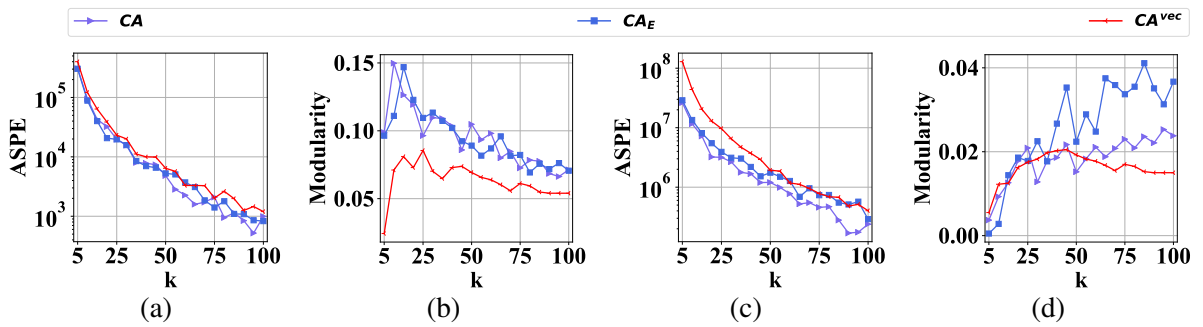 CA CA_E CA^vec
ASPE
10^5
10^4
10^3
5 25 50 75 100
k
(a)
Modularity
0.15
0.10
0.05
5 25 50 75 100
k
(b)
ASPE
10^8
10^7
10^6
5 25 50 75 100
k
(c)
Modularity
0.04
0.02
0.00
5 25 50 75 100
k
(d)